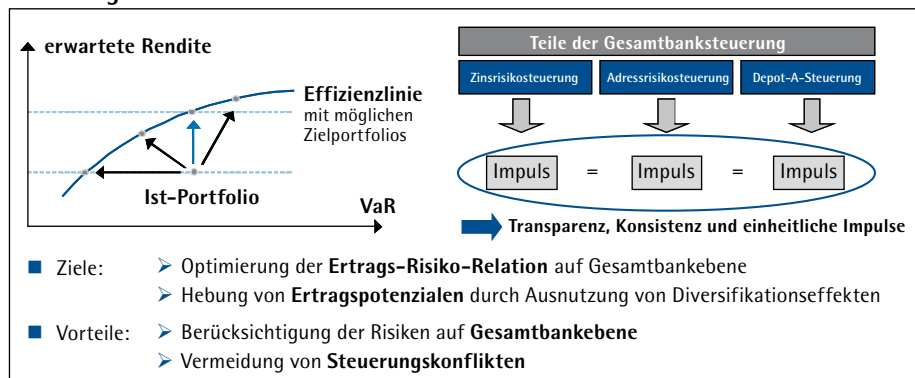 erwartete Rendite
Effizienzlinie
mit möglichen
Zielportfolios
Ist-Portfolio
VaR
Teile der Gesamtbanksteuerung
Zinsrisikosteuerung Adressrisikosteuerung Depot-A-Steuerung
Impuls = Impuls = Impuls
Transparenz, Konsistenz und einheitliche Impulse
Ziele: Optimierung der Ertrags-Risiko-Relation auf Gesamtbankebene
Hebung von Ertragspotenzialen durch Ausnutzung von Diversifikationseffekten
Vorteile: Berücksichtigung der Risiken auf Gesamtbankebene
Vermeidung von Steuerungskonflikten